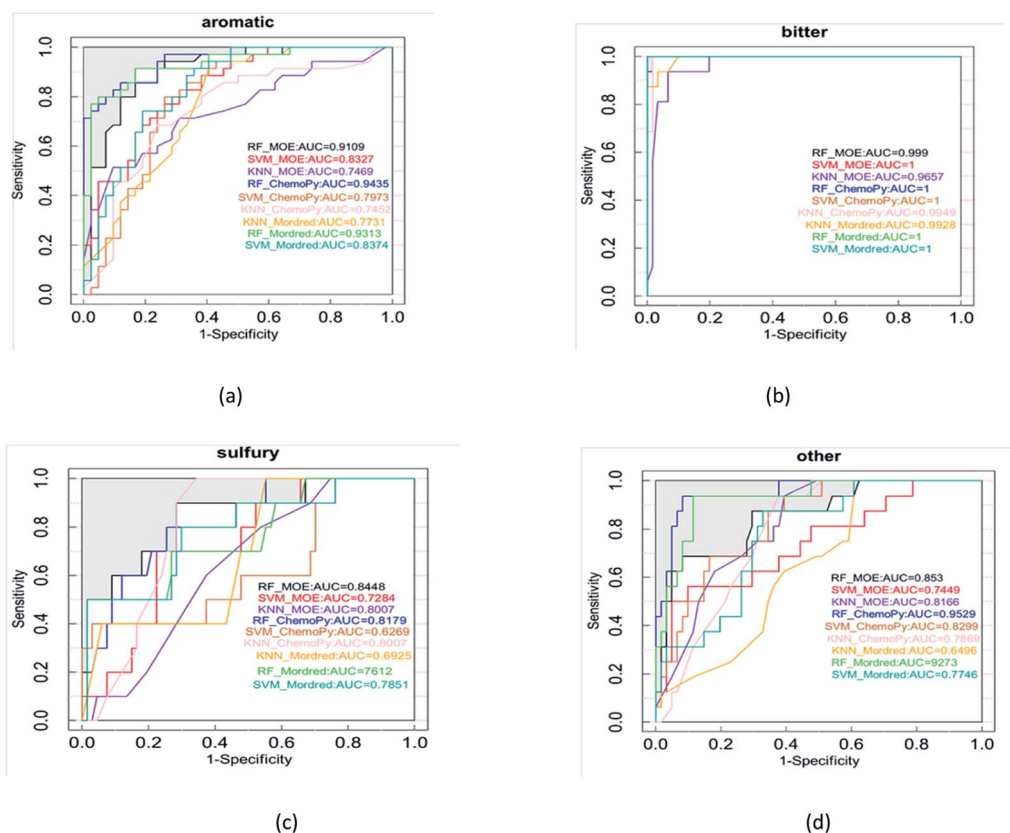 aromatic
1.0
0.8
0.6
0.4
0.2
0.0
Sensitivity
RF_MOE:AUC=0.9109
SVM_MOE:AUC=0.8327
KNN_MOE:AUC=0.7469
RF_ChemoPy:AUC=0.9435
SVM_ChemoPy:AUC=0.7973
KNN_ChemoPy:AUC=0.7452
KNN_Mordred:AUC=0.7731
RF_Mordred:AUC=0.9313
SVM_Mordred:AUC=0.8374
0.0 0.2 0.4 0.6 0.8 1.0
1-Specificity
(a)
bitter
1.0
0.8
0.6
0.4
0.2
0.0
Sensitivity
RF_MOE:AUC=0.999
SVM_MOE:AUC=1
KNN_MOE:AUC=0.9657
RF_ChemoPy:AUC=1
SVM_ChemoPy:AUC=1
KNN_ChemoPy:AUC=0.9949
KNN_Mordred:AUC=0.9928
RF_Mordred:AUC=1
SVM_Mordred:AUC=1
0.0 0.2 0.4 0.6 0.8 1.0
1-Specificity
(b)
sulfury
1.0
0.8
0.6
0.4
0.2
0.0
Sensitivity
RF_MOE:AUC=0.8448
SVM_MOE:AUC=0.7284
KNN_MOE:AUC=0.8007
RF_ChemoPy:AUC=0.8179
SVM_ChemoPy:AUC=0.6269
KNN_ChemoPy:AUC=0.8007
KNN_Mordred:AUC=0.6925
RF_Mordred:AUC=7612
SVM_Mordred:AUC=0.7851
0.0 0.2 0.4 0.6 0.8 1.0
1-Specificity
(c)
other
1.0
0.8
0.6
0.4
0.2
0.0
Sensitivity
RF_MOE:AUC=0.853
SVM_MOE:AUC=0.7449
KNN_MOE:AUC=0.8166
RF_ChemoPy:AUC=0.9529
SVM_ChemoPy:AUC=0.8299
KNN_ChemoPy:AUC=0.7869
KNN_Mordred:AUC=0.6496
RF_Mordred:AUC=9273
SVM_Mordred:AUC=0.7746
0.0 0.2 0.4 0.6 0.8 1.0
1-Specificity
(d)